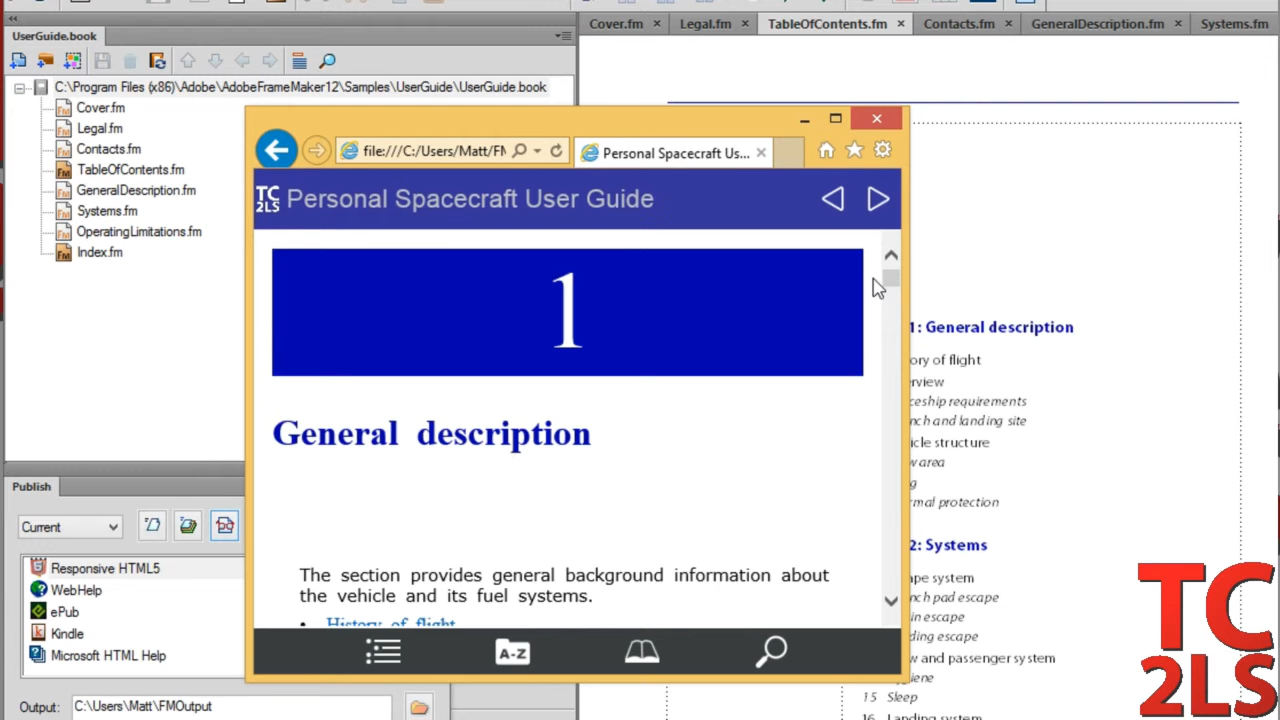 UserGuide.book
C:\Program Files (x86)\Adobe\AdobeFrameMaker12\Samples\UserGuide\UserGuide.book
Cover.fm
Legal.fm
Contacts.fm
TableOfContents.fm
GeneralDescription.fm
Systems.fm
OperatingLimitations.fm
Index.fm
Cover.fm × Legal.fm × TableOfContents.fm × Contacts.fm × GeneralDescription.fm × Systems.fm
file:///C:/Users/Matt/FM
Personal Spacecraft Us... ×
TC
2LS
Personal Spacecraft User Guide
1
General description
The section provides general background information about
the vehicle and its fuel systems.
• History of flight
A-Z
1: General description
ory of flight
rview
ceship requirements
nch and landing site
icle structure
w area
g
rmal protection
2: Systems
ape system
nch pad escape
in escape
ding escape
w and passenger system
iene
15 Sleep
16 Landing system
Publish
Current
Responsive HTML5
WebHelp
ePub
Kindle
Microsoft HTML Help
Output: C:\Users\Matt\FMOutput
TC
2LS